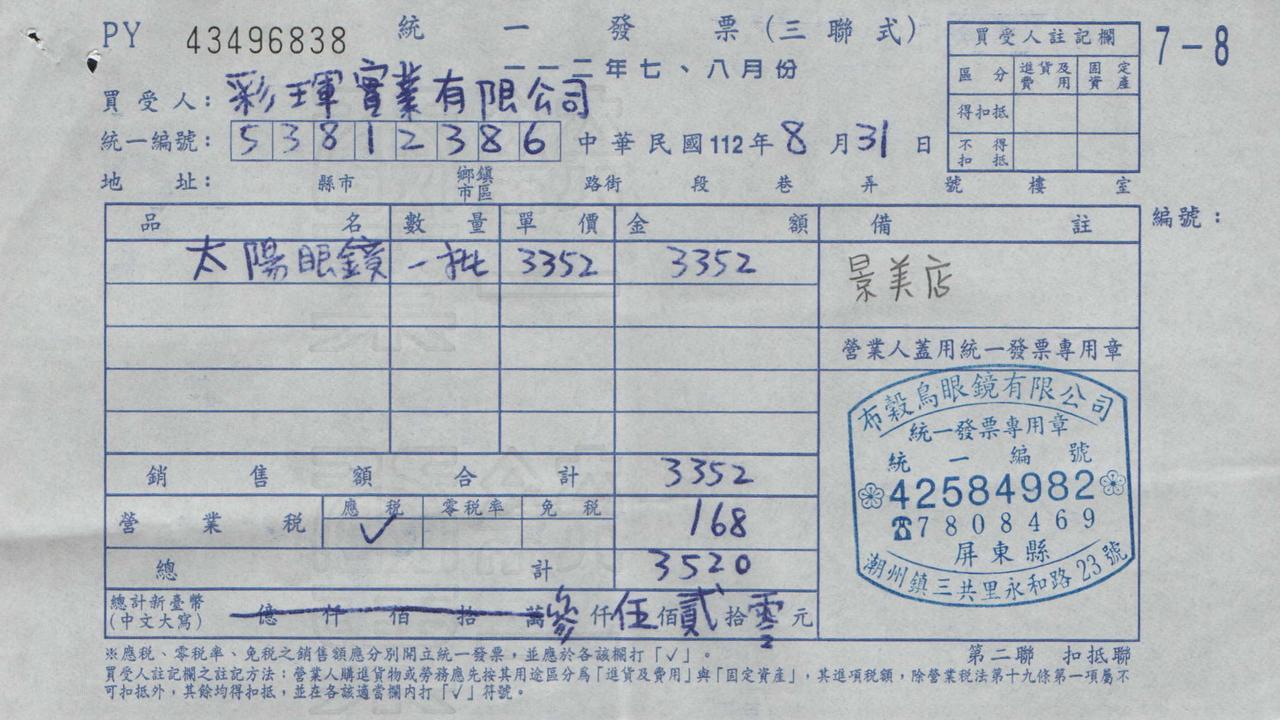 PY 43496838 統一發票(三聯式)
一一二年七、八月份
7-8
買受人註記欄
區分 進貨及費用 固定資產
得扣抵
不得扣抵
買受人:彩琿實業有限公司
統一編號:53812386 中華民國112年8月31日
地址: 縣市 鄉鎮市區 路街 段 巷 弄 號 樓 室
品名 數量 單價 金額 備註 編號:
太陽眼鏡 一批 3352 3352 景美店
營業人蓋用統一發票專用章
布穀鳥眼鏡有限公司
統一發票專用章
統一編號
42584982
☎7808469
屏東縣
潮州鎮三共里永和路23號
銷售額合計 3352
營業稅 應稅 ✓ 零稅率 免稅 168
總計 3520
總計新臺幣(中文大寫) 億仟佰拾萬參仟伍佰貳拾零元
第二聯 扣抵聯
※應稅、零稅率、免稅之銷售額應分別開立統一發票,並應於各該欄打「✓」。
買受人註記欄之註記方法:營業人購進貨物或勞務應先按其用途區分為「進貨及費用」與「固定資產」,其進項稅額,除營業稅法第十九條第一項屬不
可扣抵外,其餘均得扣抵,並在各該適當欄內打「✓」符號。